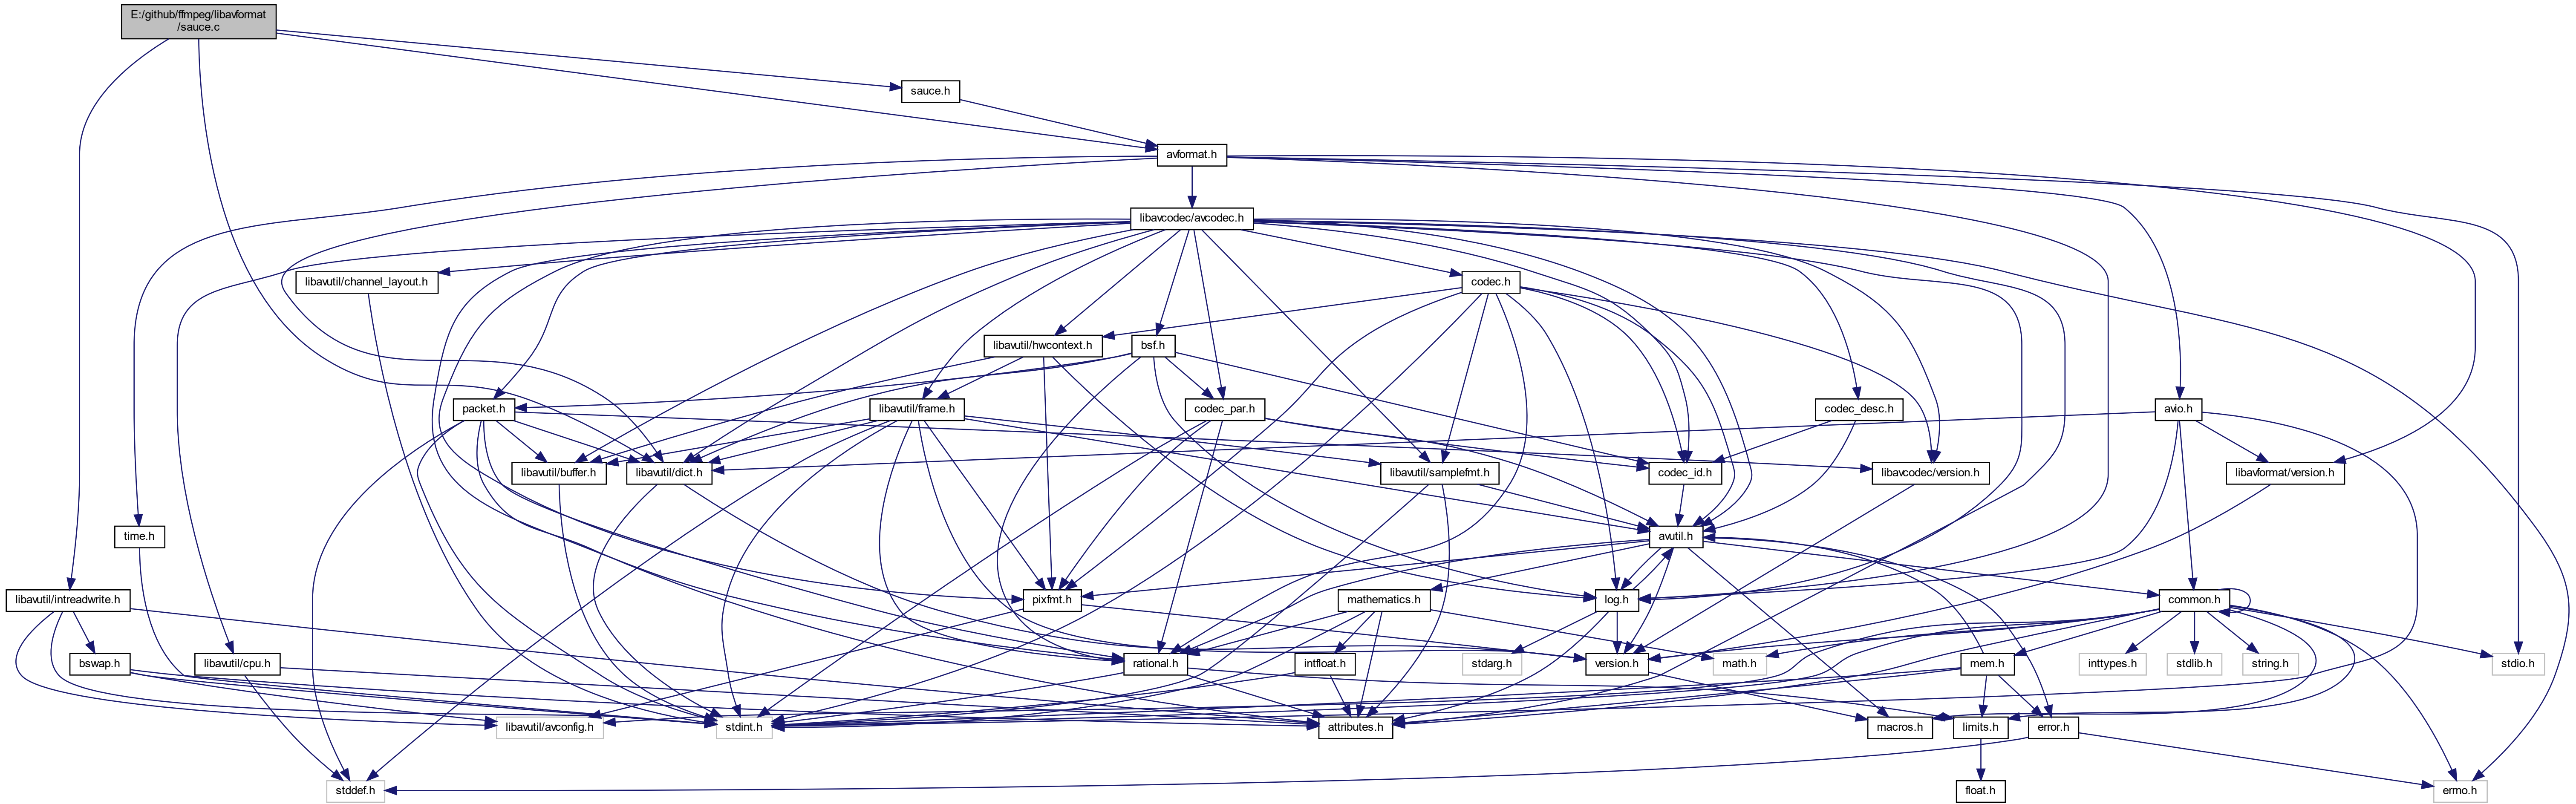 E:/github/ffmpeg/libavformat
/sauce.c
sauce.h
avformat.h
libavcodec/avcodec.h
libavutil/channel_layout.h
codec.h
libavutil/hwcontext.h
bsf.h
packet.h
libavutil/frame.h
codec_par.h
codec_desc.h
avio.h
libavutil/buffer.h
libavutil/dict.h
libavutil/samplefmt.h
codec_id.h
libavcodec/version.h
libavformat/version.h
time.h
avutil.h
libavutil/intreadwrite.h
pixfmt.h
mathematics.h
log.h
common.h
bswap.h
libavutil/cpu.h
rational.h
intfloat.h
stdarg.h
version.h
math.h
mem.h
inttypes.h
stdlib.h
string.h
stdio.h
libavutil/avconfig.h
stdint.h
attributes.h
macros.h
limits.h
error.h
stddef.h
float.h
errno.h